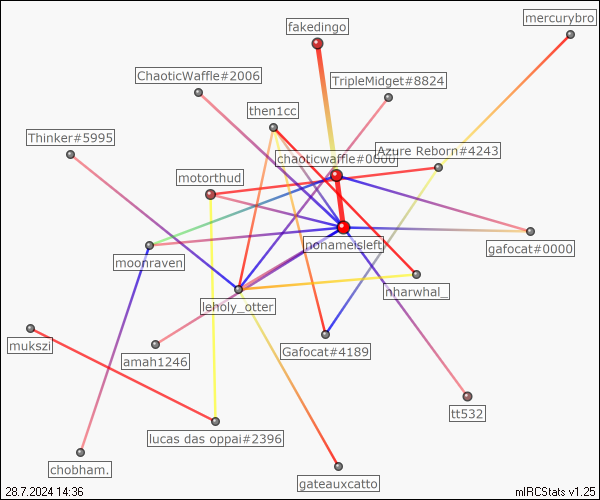 mercurybro
fakedingo
ChaoticWaffle#2006
TripleMidget#8824
then1cc
Thinker#5995
Azure Reborn#4243
chaoticwaffle#0000
motorthud
nonameisleft
gafocat#0000
moonraven
nharwhal_
leholy_otter
mukszi
amah1246
Gafocat#4189
tt532
lucas das oppai#2396
chobham.
gateauxcatto
28.7.2024 14:36
mIRCStats v1.25